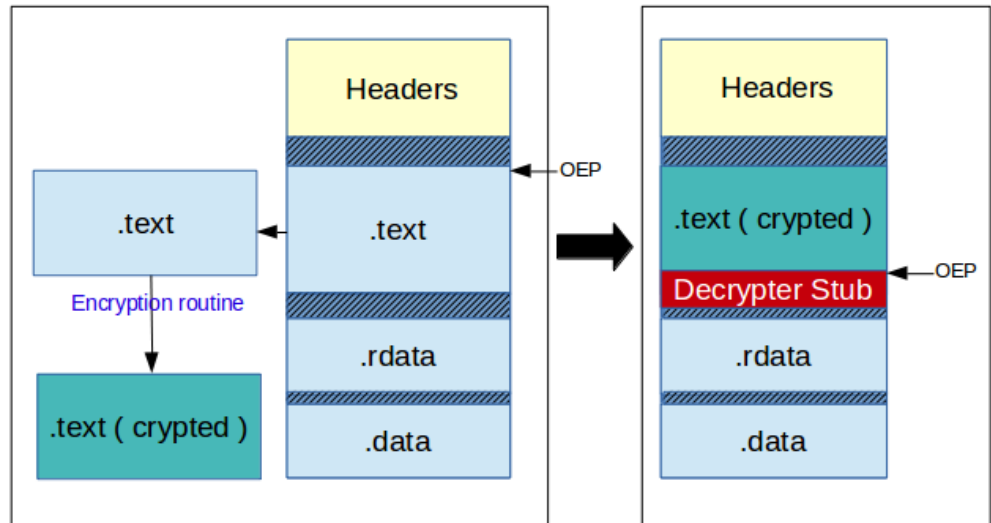 Headers
OEP
.text
.text
Encryption routine
.rdata
.text ( crypted )
.data
Headers
.text ( crypted )
OEP
Decrypter Stub
.rdata
.data